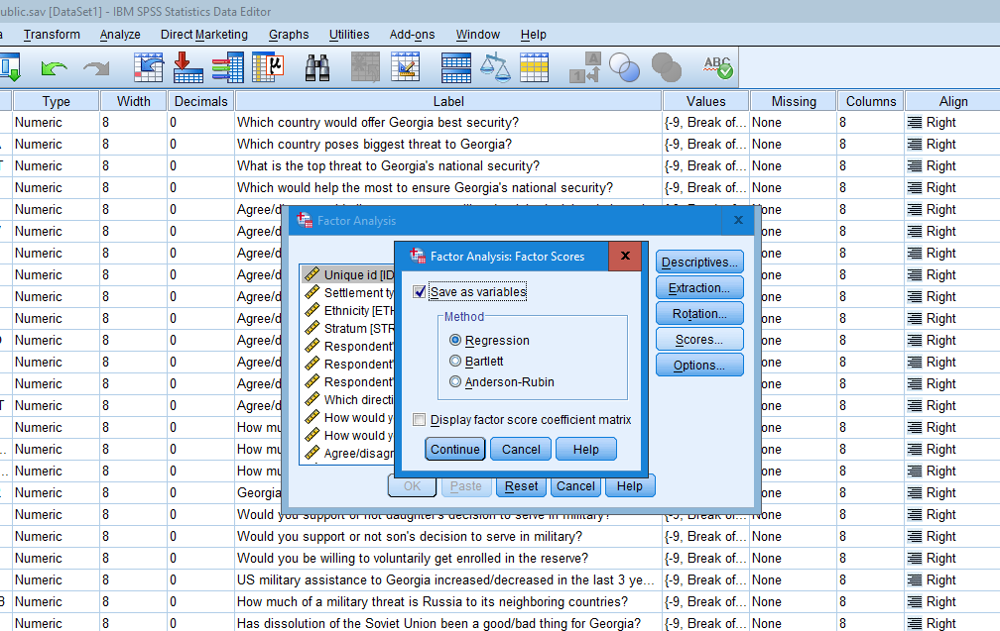 ublic.sav [DataSet1] - IBM SPSS Statistics Data Editor
Transform Analyze Direct Marketing Graphs Utilities Add-ons Window Help
Type Width Decimals Label Values Missing Columns Align
Numeric 8 0 Which country would offer Georgia best security? {-9, Break of... None 8 Right
Numeric 8 0 Which country poses biggest threat to Georgia? {-9, Break of... None 8 Right
Numeric 8 0 What is the top threat to Georgia's national security? {-9, Break of... None 8 Right
Numeric 8 0 Which would help the most to ensure Georgia's national security? {-9, Break of... None 8 Right
Numeric 8 0 Agree/d 8 Right
Numeric 8 0 Agree/d one 8 Right
Numeric 8 0 Agree/d one 8 Right
Numeric 8 0 Agree/d one 8 Right
Numeric 8 0 Agree/d one 8 Right
Numeric 8 0 Agree/d one 8 Right
Numeric 8 0 Agree/d one 8 Right
Numeric 8 0 Agree/d one 8 Right
Numeric 8 0 Agree/d one 8 Right
Numeric 8 0 Agree/d one 8 Right
Numeric 8 0 How mu one 8 Right
Numeric 8 0 How mu one 8 Right
Numeric 8 0 How mu one 8 Right
Numeric 8 0 Georgia one 8 Right
Numeric 8 0 Would you support or not daughter's decision to serve in military? {-9, Break of... None 8 Right
Numeric 8 0 Would you support or not son's decision to serve in military? {-9, Break of... None 8 Right
Numeric 8 0 Would you be willing to voluntarily get enrolled in the reserve? {-9, Break of... None 8 Right
Numeric 8 0 US military assistance to Georgia increased/decreased in the last 3 ye... {-9, Break of... None 8 Right
Numeric 8 0 How much of a military threat is Russia to its neighboring countries? {-9, Break of... None 8 Right
Numeric 8 0 Has dissolution of the Soviet Union been a good/bad thing for Georgia? {-9, Break of... None 8 Right
Factor Analysis x
Unique id [ID
Settlement ty
Ethnicity [ETH
Stratum [STR
Respondent'
Respondent'
Respondent'
Which directi
How would y
How would y
Agree/disagr
Descriptives...
Extraction...
Rotation...
Scores...
Options...
OK Paste Reset Cancel Help
Factor Analysis: Factor Scores x
Save as variables
Method
Regression
Bartlett
Anderson-Rubin
Display factor score coefficient matrix
Continue Cancel Help